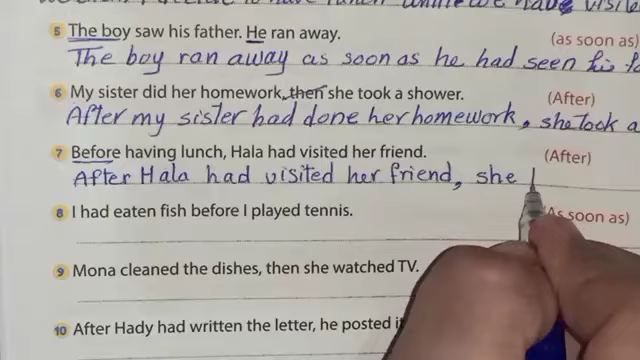 have visite
5 The boy saw his father. He ran away. (as soon as)
The boy ran away as soon as he had seen his fa
6 My sister did her homework, then she took a shower. (After)
After my sister had done her homework, she took a
7 Before having lunch, Hala had visited her friend. (After)
After Hala had visited her friend, she
8 I had eaten fish before I played tennis. As soon as)
9 Mona cleaned the dishes, then she watched TV.
10 After Hady had written the letter, he posted it